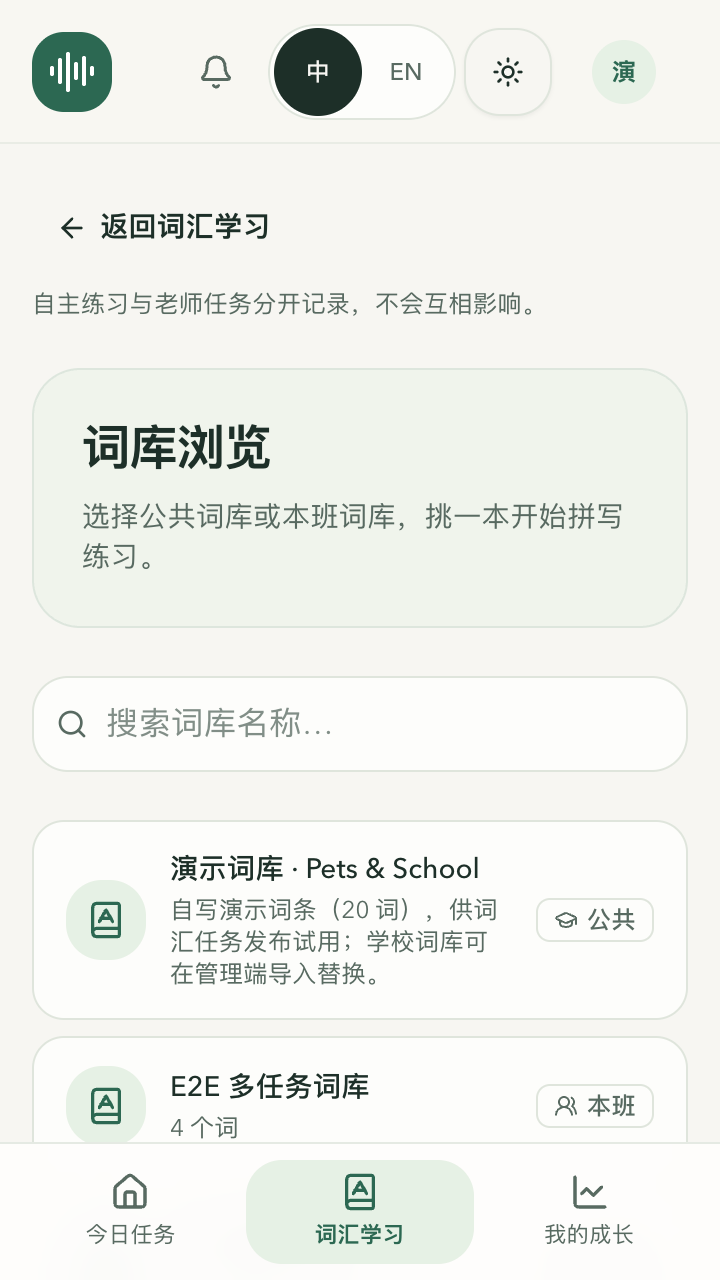 中
EN
演
返回词汇学习
自主练习与老师任务分开记录，不会互相影响。
词库浏览
选择公共词库或本班词库，挑一本开始拼写
练习。
搜索词库名称...
演示词库 · Pets & School
自写演示词条（20 词），供词
汇任务发布试用；学校词库可
在管理端导入替换。
公共
E2E 多任务词库
4 个词
本班
今日任务
词汇学习
我的成长